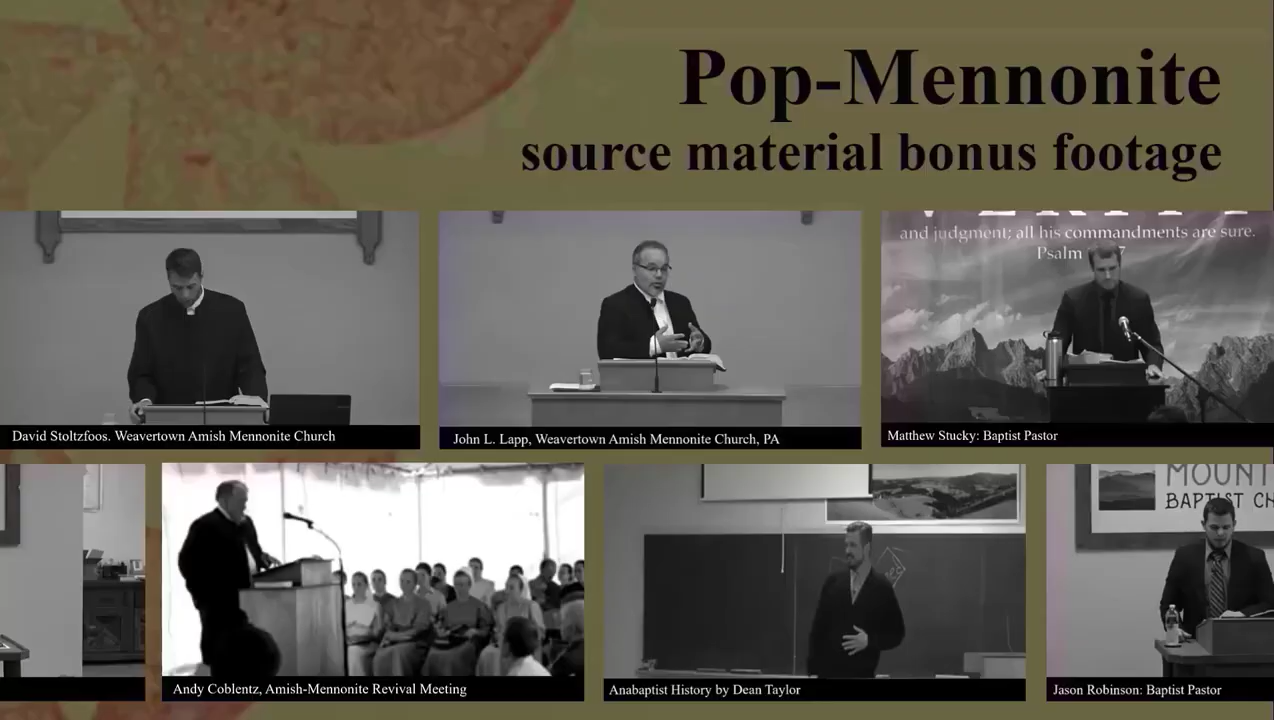 Pop-Mennonite
source material bonus footage
and judgment; all his commandments are sure.
Psalm 7
David Stoltzfoos. Weavertown Amish Mennonite Church
John L. Lapp, Weavertown Amish Mennonite Church, PA
Matthew Stucky: Baptist Pastor
MOUNT
BAPTIST CH
Andy Coblentz, Amish-Mennonite Revival Meeting
Anabaptist History by Dean Taylor
Jason Robinson: Baptist Pastor